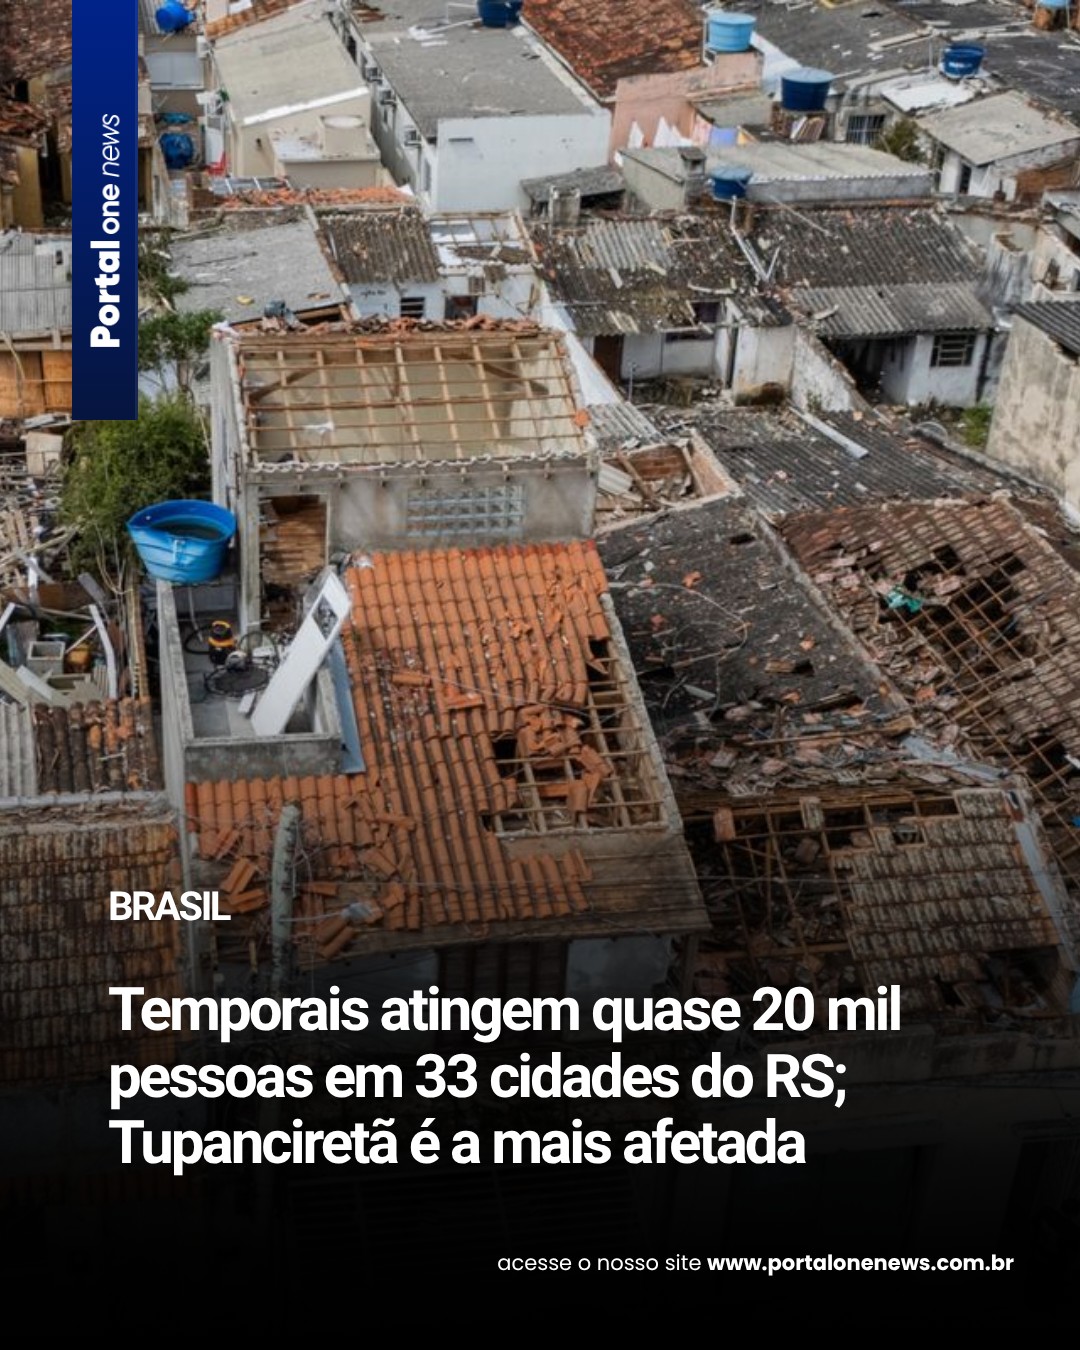 Portal one news
BRASIL
Temporais atingem quase 20 mil
pessoas em 33 cidades do RS;
Tupanciretã é a mais afetada
acesse o nosso site www.portalonenews.com.br